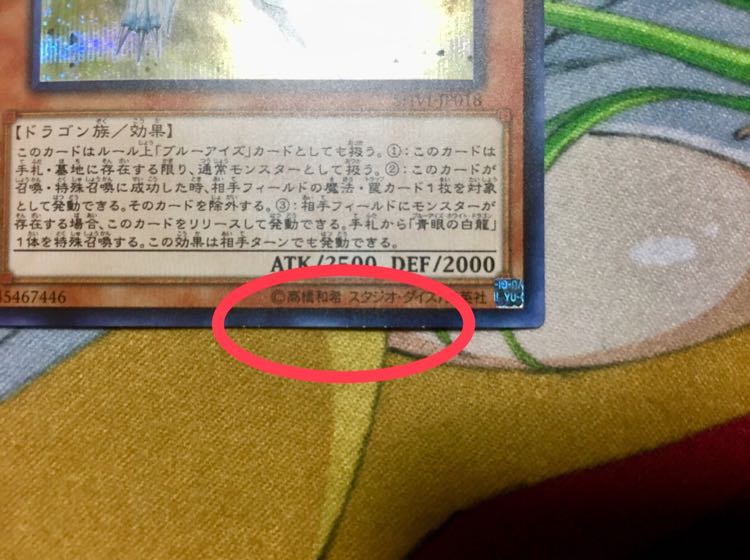 SHVI-JP018
【ドラゴン族/効果】
このカードはルール上「ブルーアイズ」カードとしても扱う。①:このカードは
手札・墓地に存在する限り、通常モンスターとして扱う。②:このカードが
召喚・特殊召喚に成功した時、相手フィールドの魔法・罠カード1枚を対象
として発動できる。そのカードを除外する。③:相手フィールドにモンスターが
存在する場合、このカードをリリースして発動できる。手札から「青眼の白龍」
1体を特殊召喚する。この効果は相手ターンでも発動できる。
ATK/2500 DEF/2000
45467446 ©高橋和希 スタジオ・ダイス/集英社